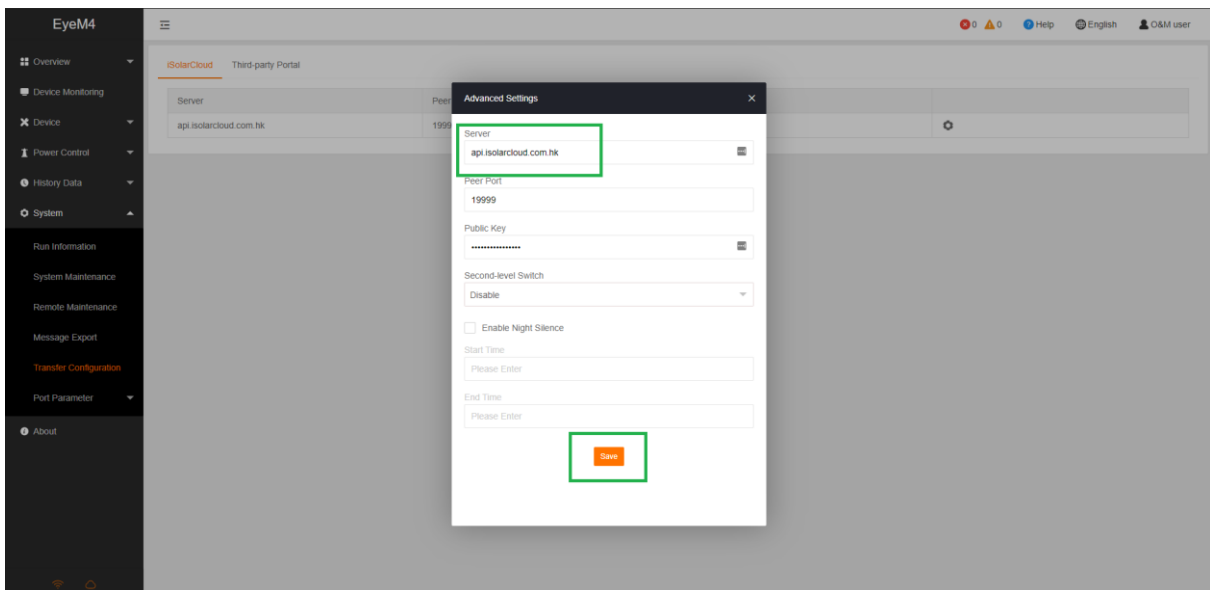 EyeM4
0 0 Help English O&M user
Overview
Device Monitoring
Device
Power Control
History Data
System
Run Information
System Maintenance
Remote Maintenance
Message Export
Transfer Configuration
Port Parameter
About
iSolarCloud Third-party Portal
Server Peer
api.isolarcloud.com.hk 1999
Advanced Settings
Server
api.isolarcloud.com.hk
Peer Port
19999
Public Key
Second-level Switch
Disable
Enable Night Silence
Start Time
Please Enter
End Time
Please Enter
Save